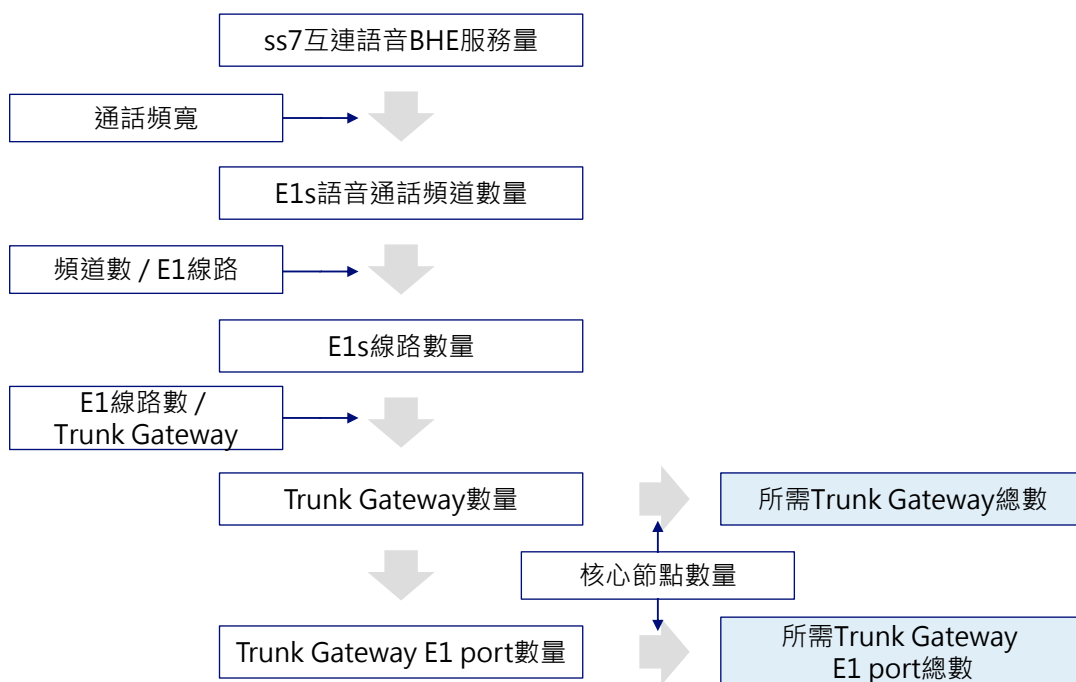 ss7互連語音BHE服務量
通話頻寬
E1s語音通話頻道數量
頻道數 / E1線路
E1s線路數量
E1線路數 /
Trunk Gateway
Trunk Gateway數量
所需Trunk Gateway總數
核心節點數量
Trunk Gateway E1 port數量
所需Trunk Gateway
E1 port總數